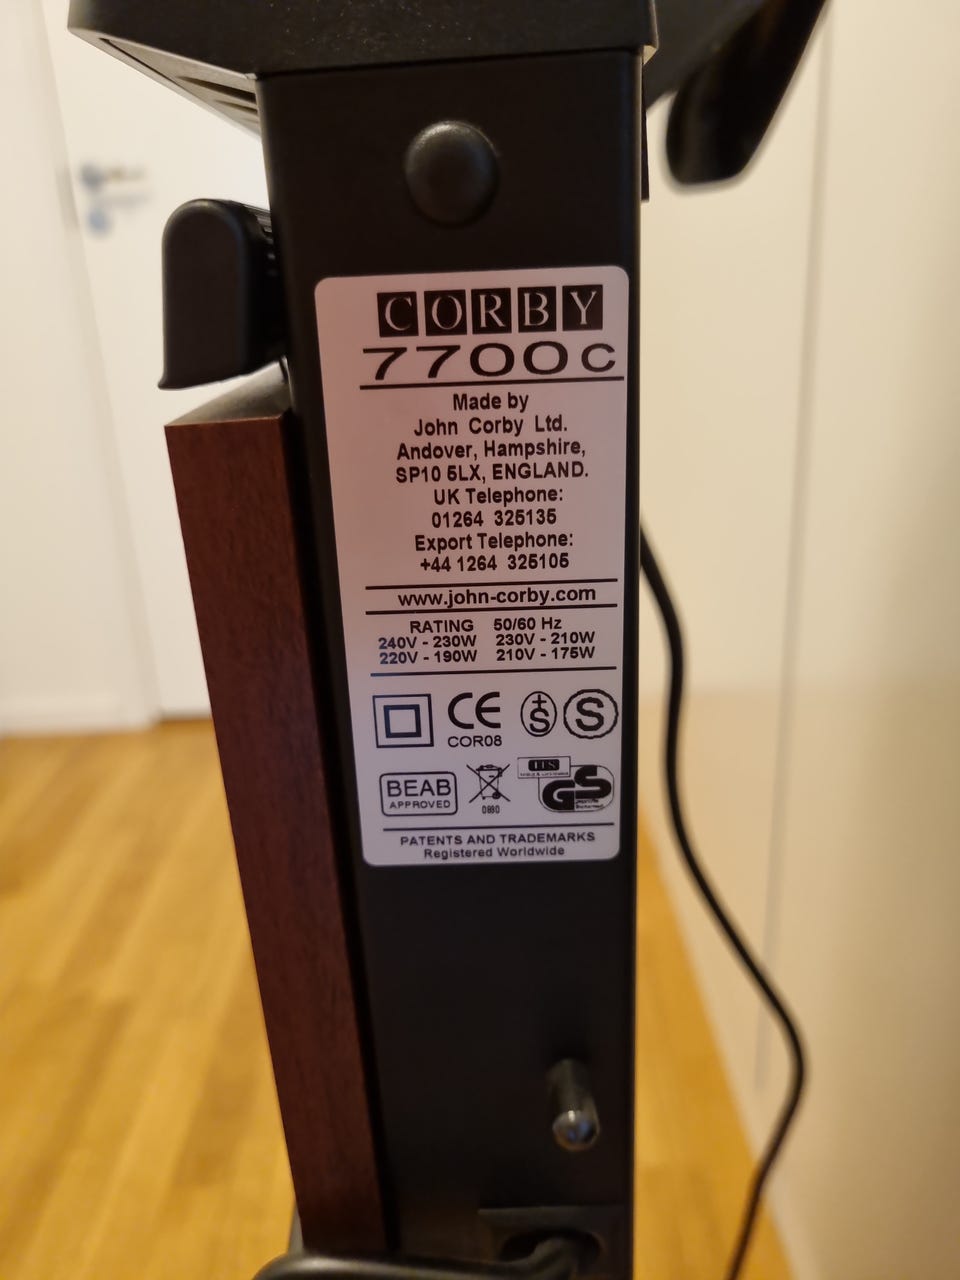 CORBY
7700C
Made by
John Corby Ltd.
Andover, Hampshire,
SP10 5LX, ENGLAND.
UK Telephone:
01264 325135
Export Telephone:
+44 1264 325105
www.john-corby.com
RATING 50/60 Hz
240V - 230W 230V - 210W
220V - 190W 210V - 175W
CE
COR08
S S
BEAB
APPROVED
0890
GS
PATENTS AND TRADEMARKS
Registered Worldwide